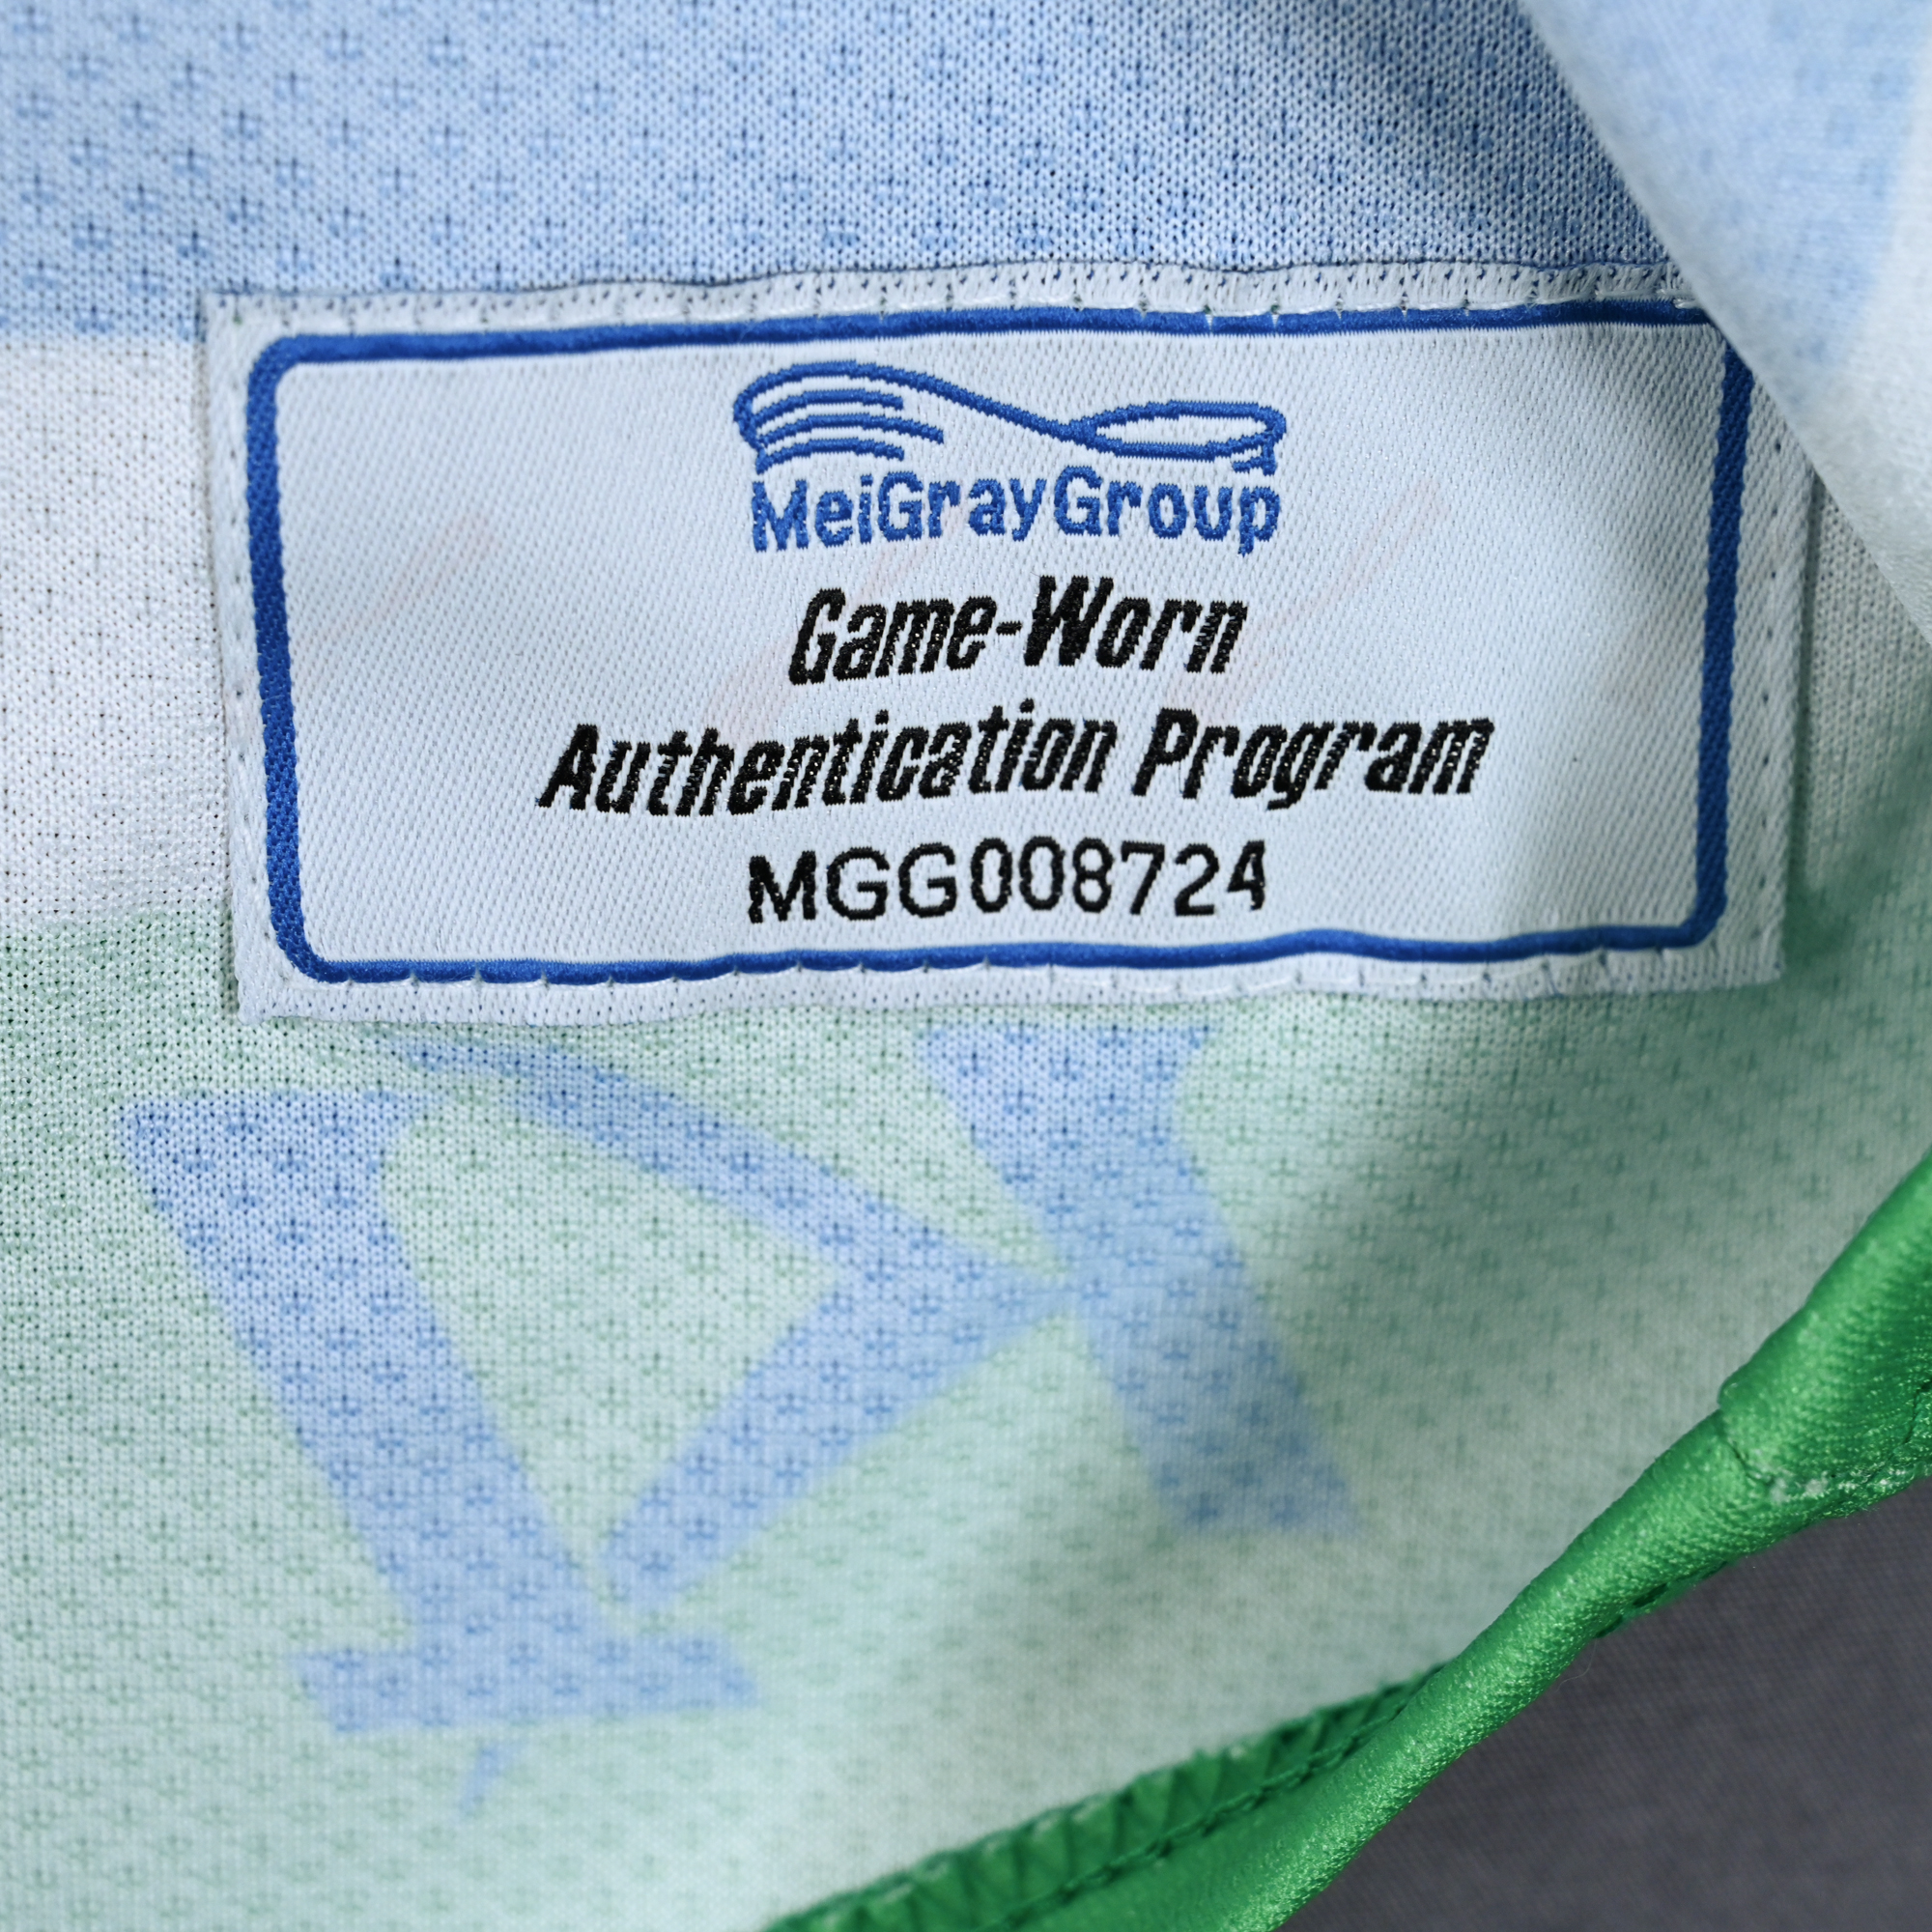 MeiGrayGroup
Game-Worn
Authentication Program
MGG008724